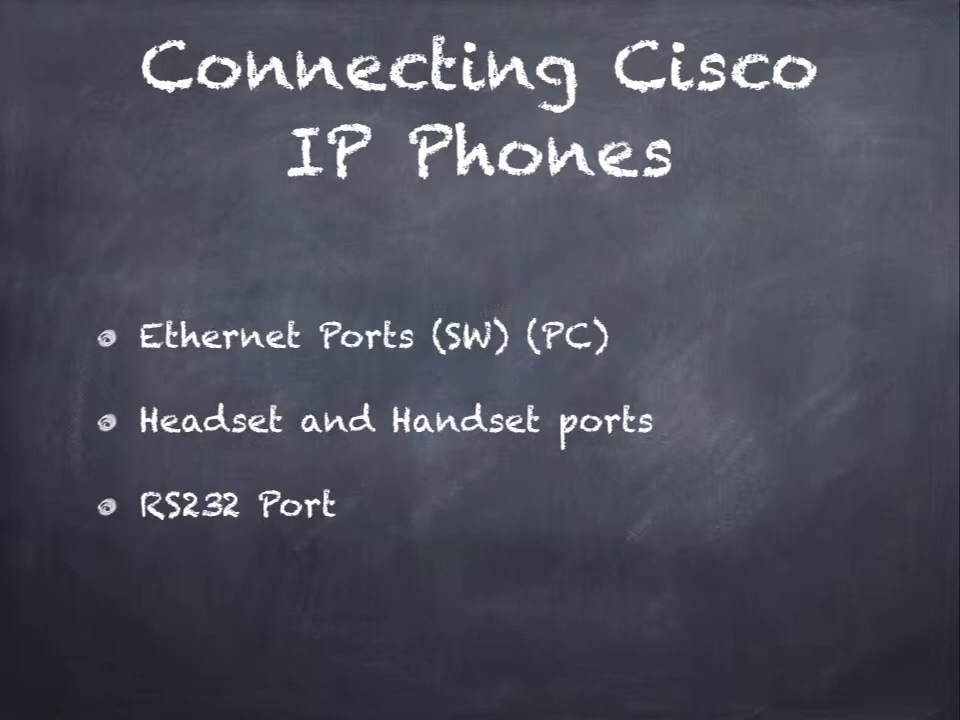 Connecting Cisco
IP Phones
Ethernet Ports (SW) (PC)
Headset and Handset ports
RS232 Port